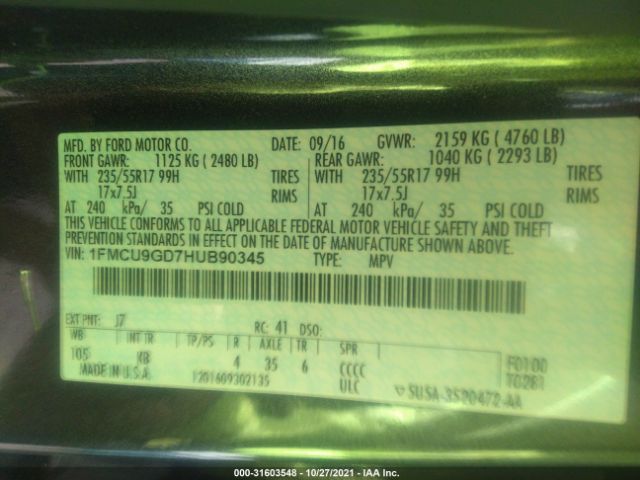 MFD. BY FORD MOTOR CO. DATE: 09/16 GVWR: 2159 KG ( 4760 LB)
FRONT GAWR: 1125 KG ( 2480 LB) REAR GAWR: 1040 KG ( 2293 LB)
WITH 235/55R17 99H TIRES WITH 235/55R17 99H TIRES
17x7.5J RIMS 17x7.5J RIMS
AT 240 kPa/ 35 PSI COLD AT 240 kPa/ 35 PSI COLD
THIS VEHICLE CONFORMS TO ALL APPLICABLE FEDERAL MOTOR VEHICLE SAFETY AND THEFT
PREVENTION STANDARDS IN EFFECT ON THE DATE OF MANUFACTURE SHOWN ABOVE.
VIN: 1FMCU9GD7HUB90345 TYPE: MPV
EXT PNT: J7 RC: 41 DSO:
WB INT TR TP/PS R AXLE TR SPR
105 KB 4 35 6 CCCC F0100
MADE IN U.S.A. ULC T0281
1201609302135 SUSA-3520472-AA
000-31603548 - 10/27/2021 - IAA Inc.